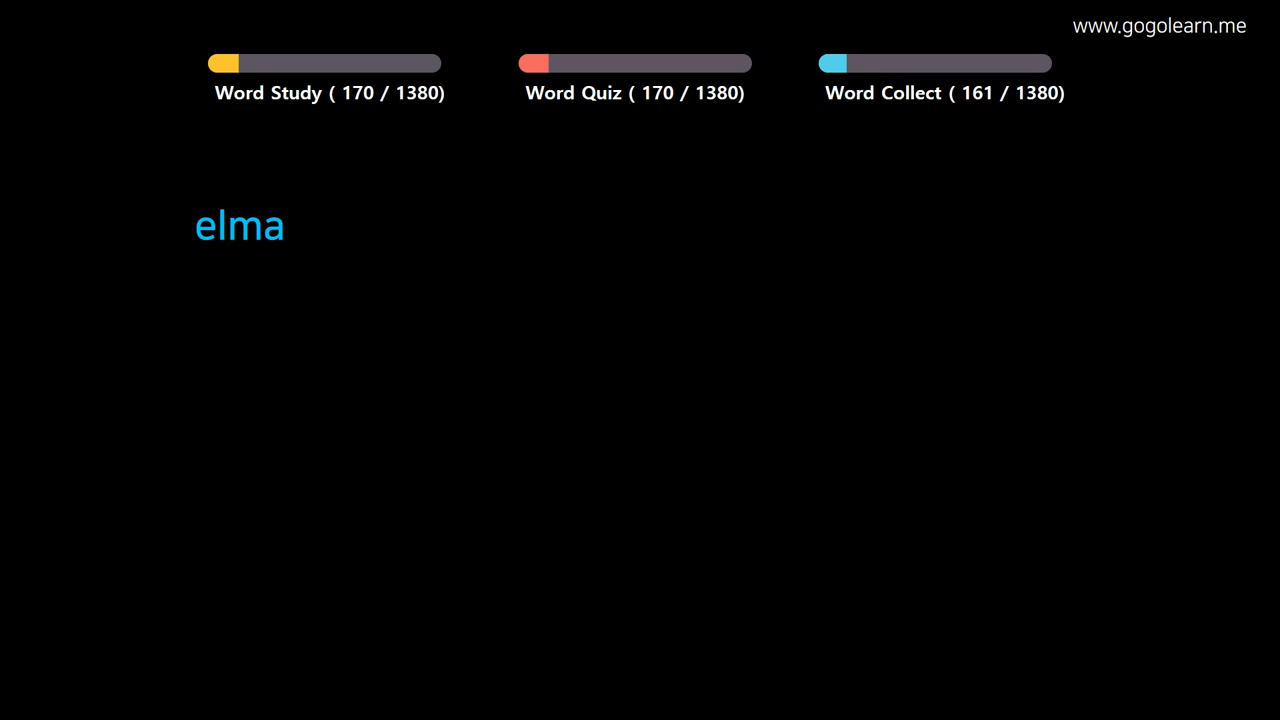 www.gogolearn.me
Word Study ( 170 / 1380)
Word Quiz ( 170 / 1380)
Word Collect ( 161 / 1380)
elma